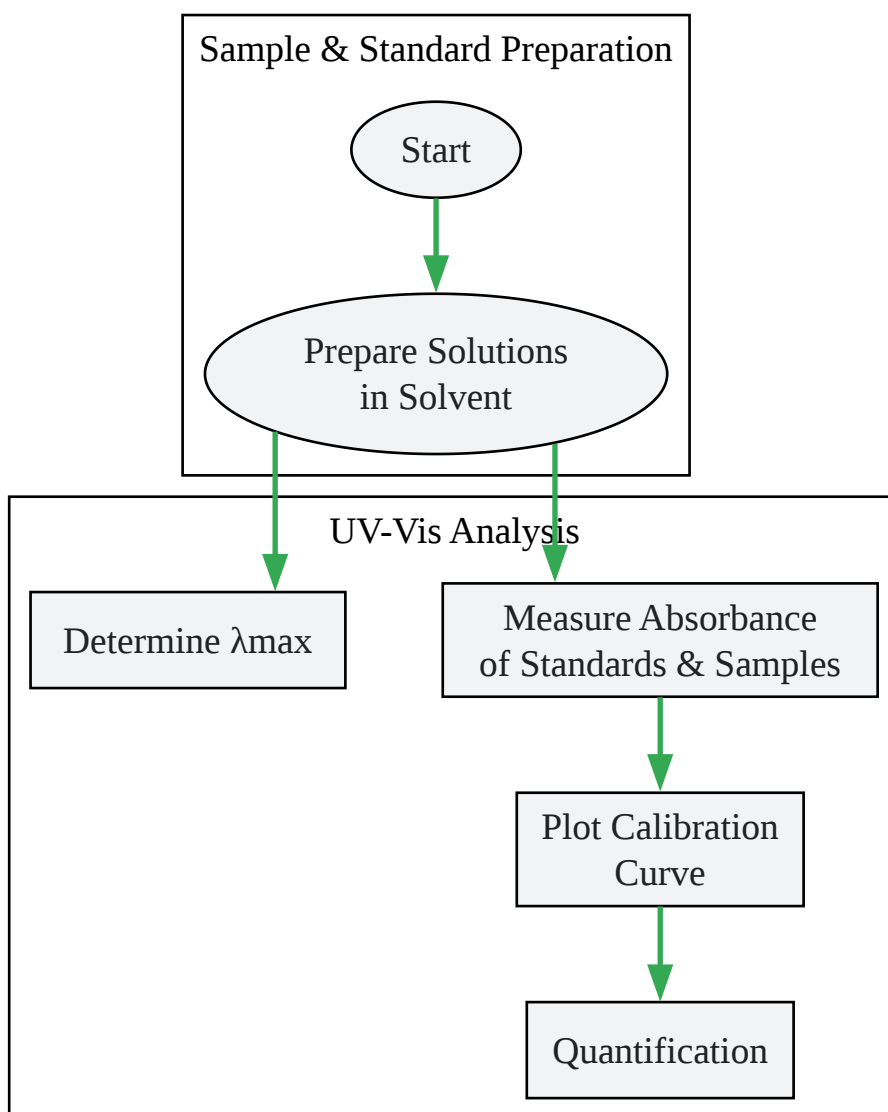 Sample & Standard Preparation
Start
Prepare Solutions
in Solvent
UV-Vis Analysis
Determine λmax
Measure Absorbance
of Standards & Samples
Plot Calibration
Curve
Quantification